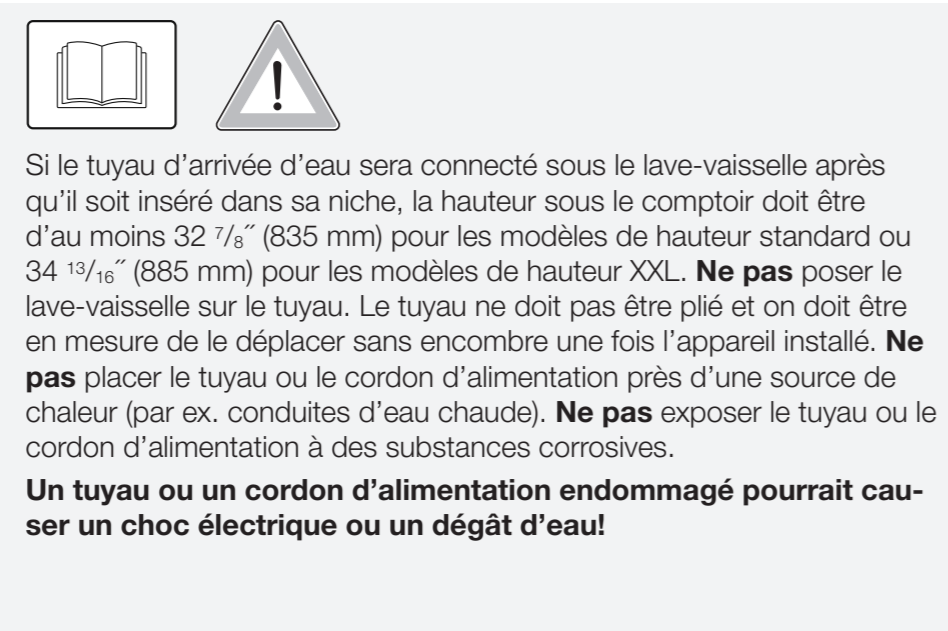 Si le tuyau d’arrivée d’eau sera connecté sous le lave-vaisselle après
qu’il soit inséré dans sa niche, la hauteur sous le comptoir doit être
d’au moins 32 ⁷/₈˝ (835 mm) pour les modèles de hauteur standard ou
34 ¹³/₁₆˝ (885 mm) pour les modèles de hauteur XXL. Ne pas poser le
lave-vaisselle sur le tuyau. Le tuyau ne doit pas être plié et on doit être
en mesure de le déplacer sans encombre une fois l’appareil installé. Ne
pas placer le tuyau ou le cordon d’alimentation près d’une source de
chaleur (par ex. conduites d’eau chaude). Ne pas exposer le tuyau ou le
cordon d’alimentation à des substances corrosives.
Un tuyau ou un cordon d’alimentation endommagé pourrait cau-
ser un choc électrique ou un dégât d’eau!